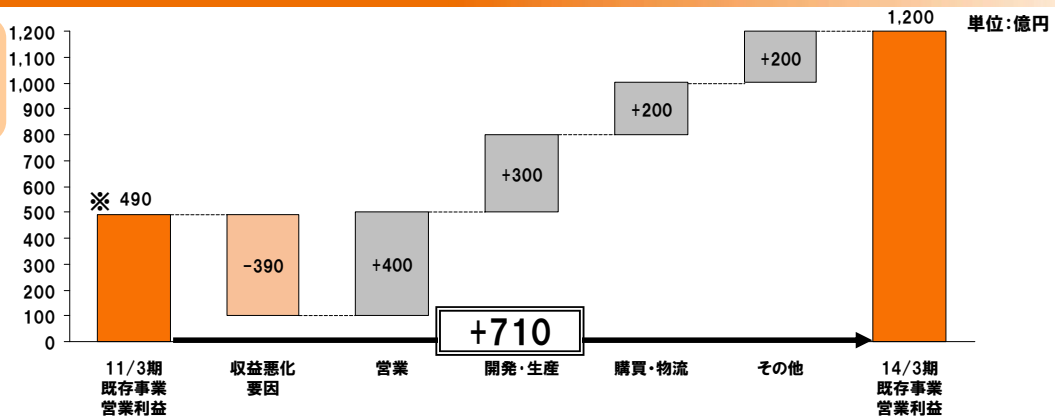 単位:億円
1,200
1,100
1,000
900
800
700
600
500
400
300
200
100
0
※ 490
-390
+400
+300
+200
+200
1,200
+710
11/3期
既存事業
営業利益
収益悪化
要因
営業
開発・生産
購買・物流
その他
14/3期
既存事業
営業利益